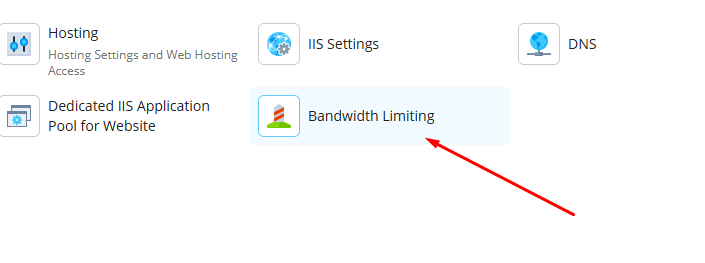 Hosting
Hosting Settings and Web Hosting
Access
IIS Settings
DNS
Dedicated IIS Application
Pool for Website
Bandwidth Limiting